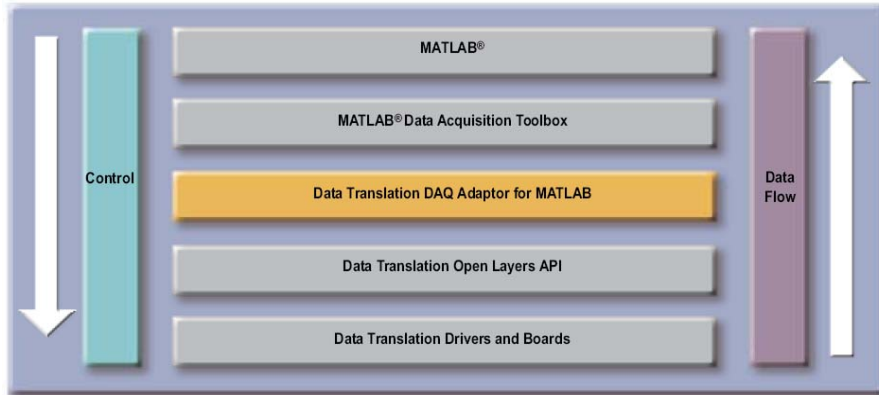 MATLAB®
MATLAB® Data Acquisition Toolbox
Control
Data Translation DAQ Adaptor for MATLAB
Data
Flow
Data Translation Open Layers API
Data Translation Drivers and Boards